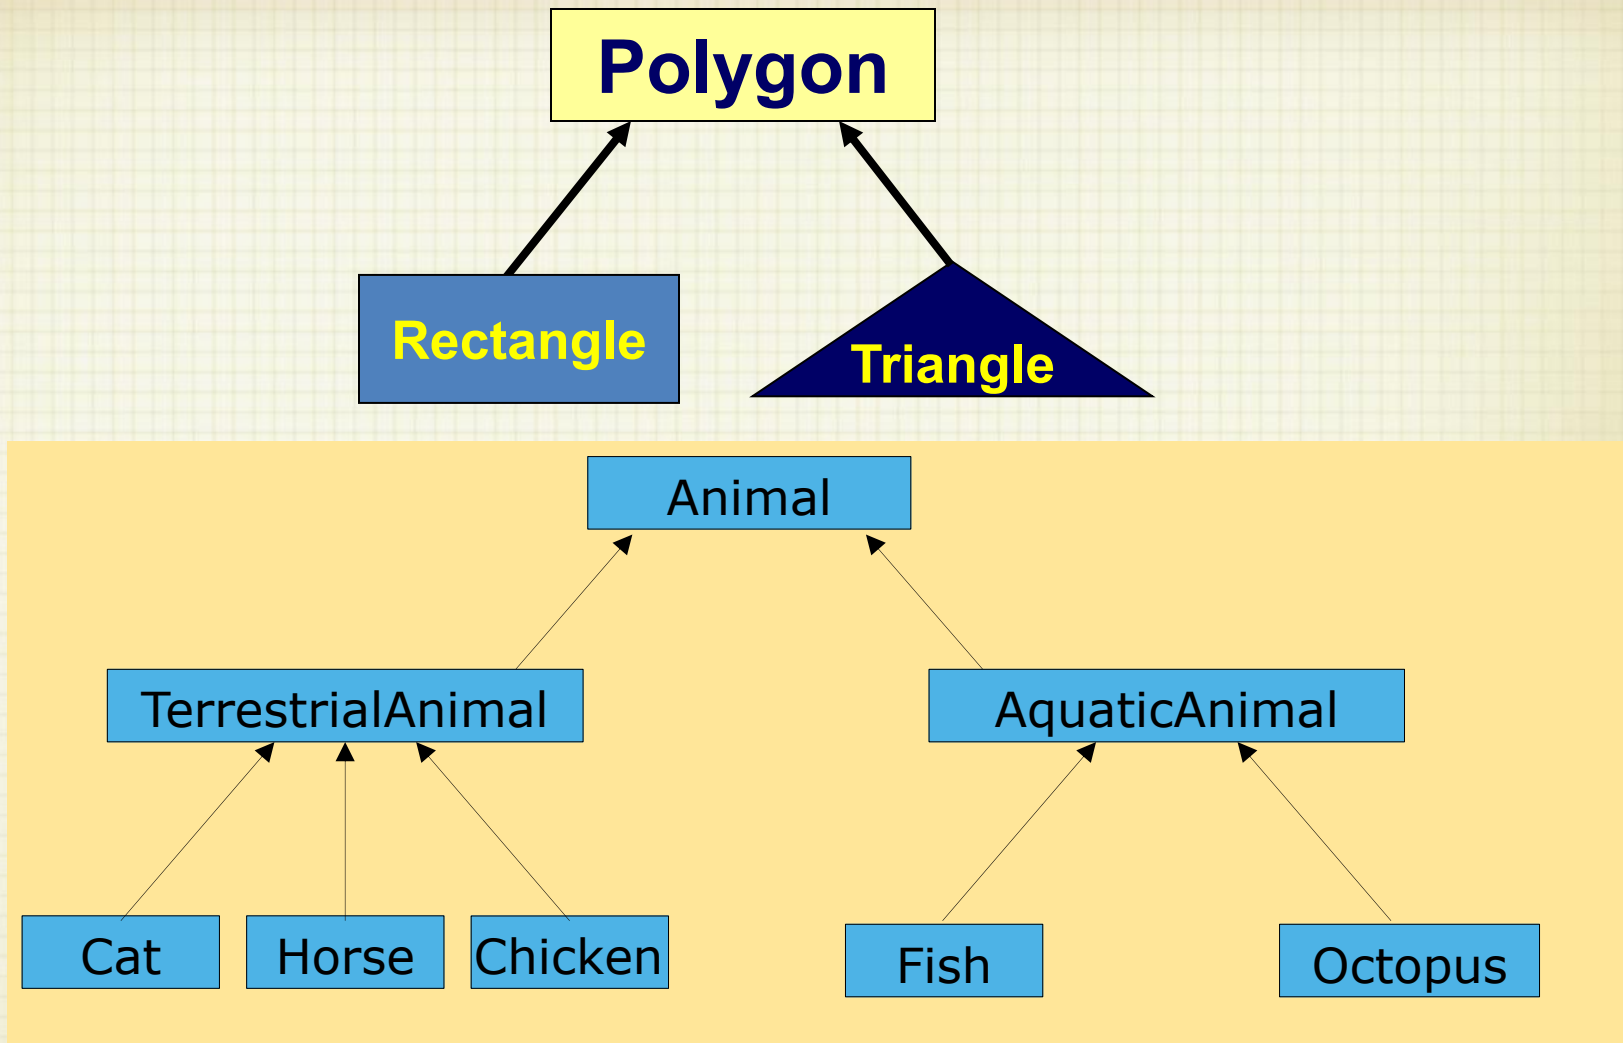 Polygon
Rectangle
Triangle
Animal
TerrestrialAnimal
AquaticAnimal
Cat
Horse
Chicken
Fish
Octopus